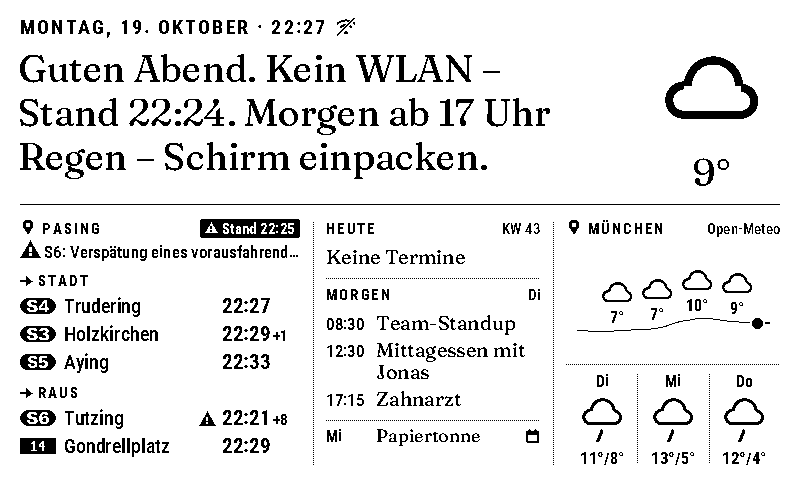 MONTAG, 19. OKTOBER · 22:27
Guten Abend. Kein WLAN –
Stand 22:24. Morgen ab 17 Uhr
Regen – Schirm einpacken.
9°
PASING
Stand 22:25
S6: Verspätung eines vorausfahrend…
STADT
S4 Trudering 22:27
S3 Holzkirchen 22:29 +1
S5 Aying 22:33
RAUS
S6 Tutzing 22:21 +8
14 Gondrellplatz 22:29
HEUTE KW 43
Keine Termine
MORGEN Di
08:30 Team-Standup
12:30 Mittagessen mit
Jonas
17:15 Zahnarzt
Mi Papiertonne
MÜNCHEN Open-Meteo
7° 7° 10° 9°
Di Mi Do
11°/8° 13°/5° 12°/4°